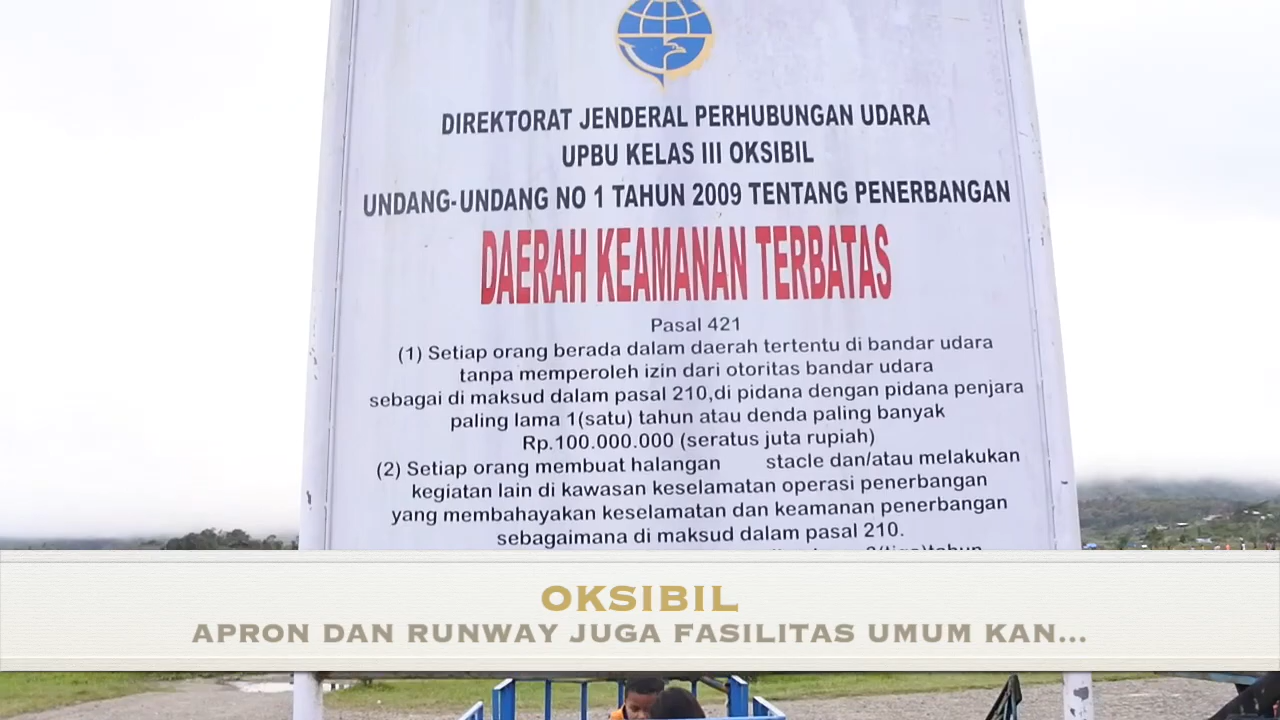 DIREKTORAT JENDERAL PERHUBUNGAN UDARA
UPBU KELAS III OKSIBIL
UNDANG-UNDANG NO 1 TAHUN 2009 TENTANG PENERBANGAN
DAERAH KEAMANAN TERBATAS
Pasal 421
(1) Setiap orang berada dalam daerah tertentu di bandar udara
tanpa memperoleh izin dari otoritas bandar udara
sebagai di maksud dalam pasal 210,di pidana dengan pidana penjara
paling lama 1(satu) tahun atau denda paling banyak
Rp.100.000.000 (seratus juta rupiah)
(2) Setiap orang membuat halangan stacle dan/atau melakukan
kegiatan lain di kawasan keselamatan operasi penerbangan
yang membahayakan keselamatan dan keamanan penerbangan
sebagaimana di maksud dalam pasal 210.
OKSIBIL
APRON DAN RUNWAY JUGA FASILITAS UMUM KAN...